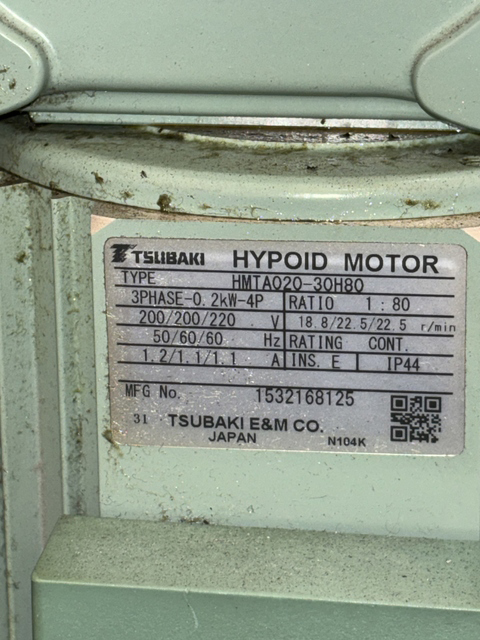 TSUBAKI HYPOID MOTOR
TYPE HMTA020-30H80
3PHASE-0.2kW-4P RATIO 1:80
200/200/220 V 18.8/22.5/22.5 r/min
50/60/60 Hz RATING CONT.
1.2/1.1/1.1 A INS. E IP44
MFG No. 1532168125
31 TSUBAKI E&M CO.
JAPAN N104K